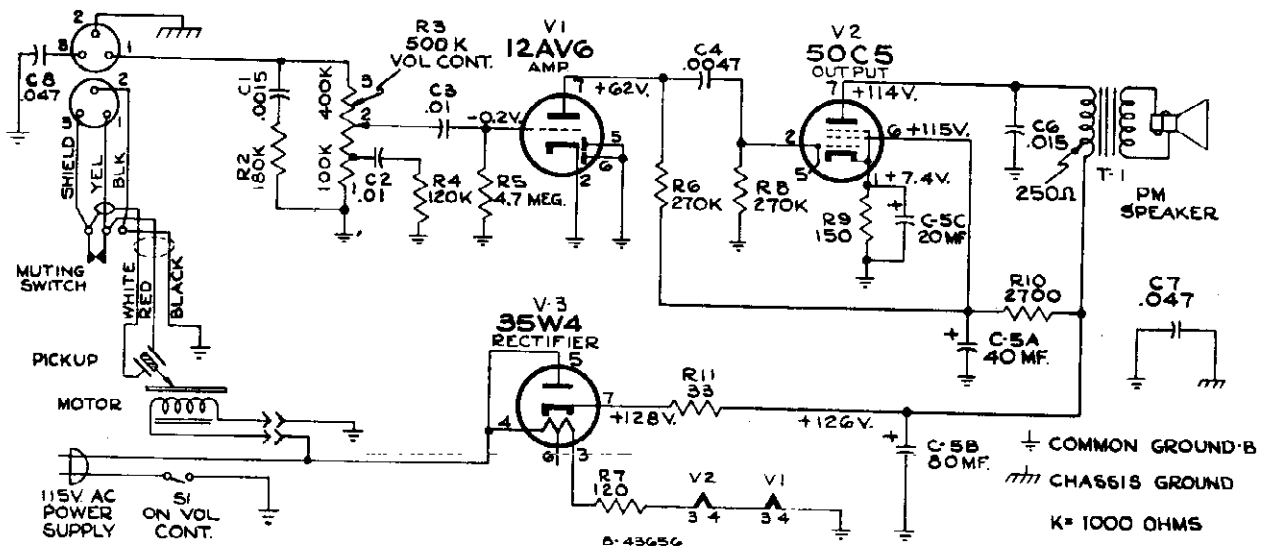 2
8
1
C8
.047
2
SHIELD 3
YEL
1
BLK
MUTING
SWITCH
WHITE
RED
BLACK
PICKUP
MOTOR
115V AC
POWER
SUPPLY
S1
ON VOL
CONT.
C1
.0015
R2
180K
R3
500K
VOL CONT.
3
400K
2
100K
1
C2
.01
R4
120K
C3
.01
-0.2V.
R5
4.7 MEG.
V1
12AV6
AMP
7
+62V.
5
6
2
C4
.0047
R6
270K
R8
270K
V2
50C5
OUTPUT
7
+114V.
2
5
6 +115V.
1 +7.4V.
R9
150
C-5C
20 MF.
C6
.015
250Ω
T-1
PM
SPEAKER
R10
2700
C-5A
40 MF.
C7
.047
V-3
35W4
RECTIFIER
5
7
+128V.
4
6
3
R11
33
+126V.
C-5B
80 MF.
R7
120
V2
3 4
V1
3 4
COMMON GROUND-B
CHASSIS GROUND
K= 1000 OHMS
B-43656